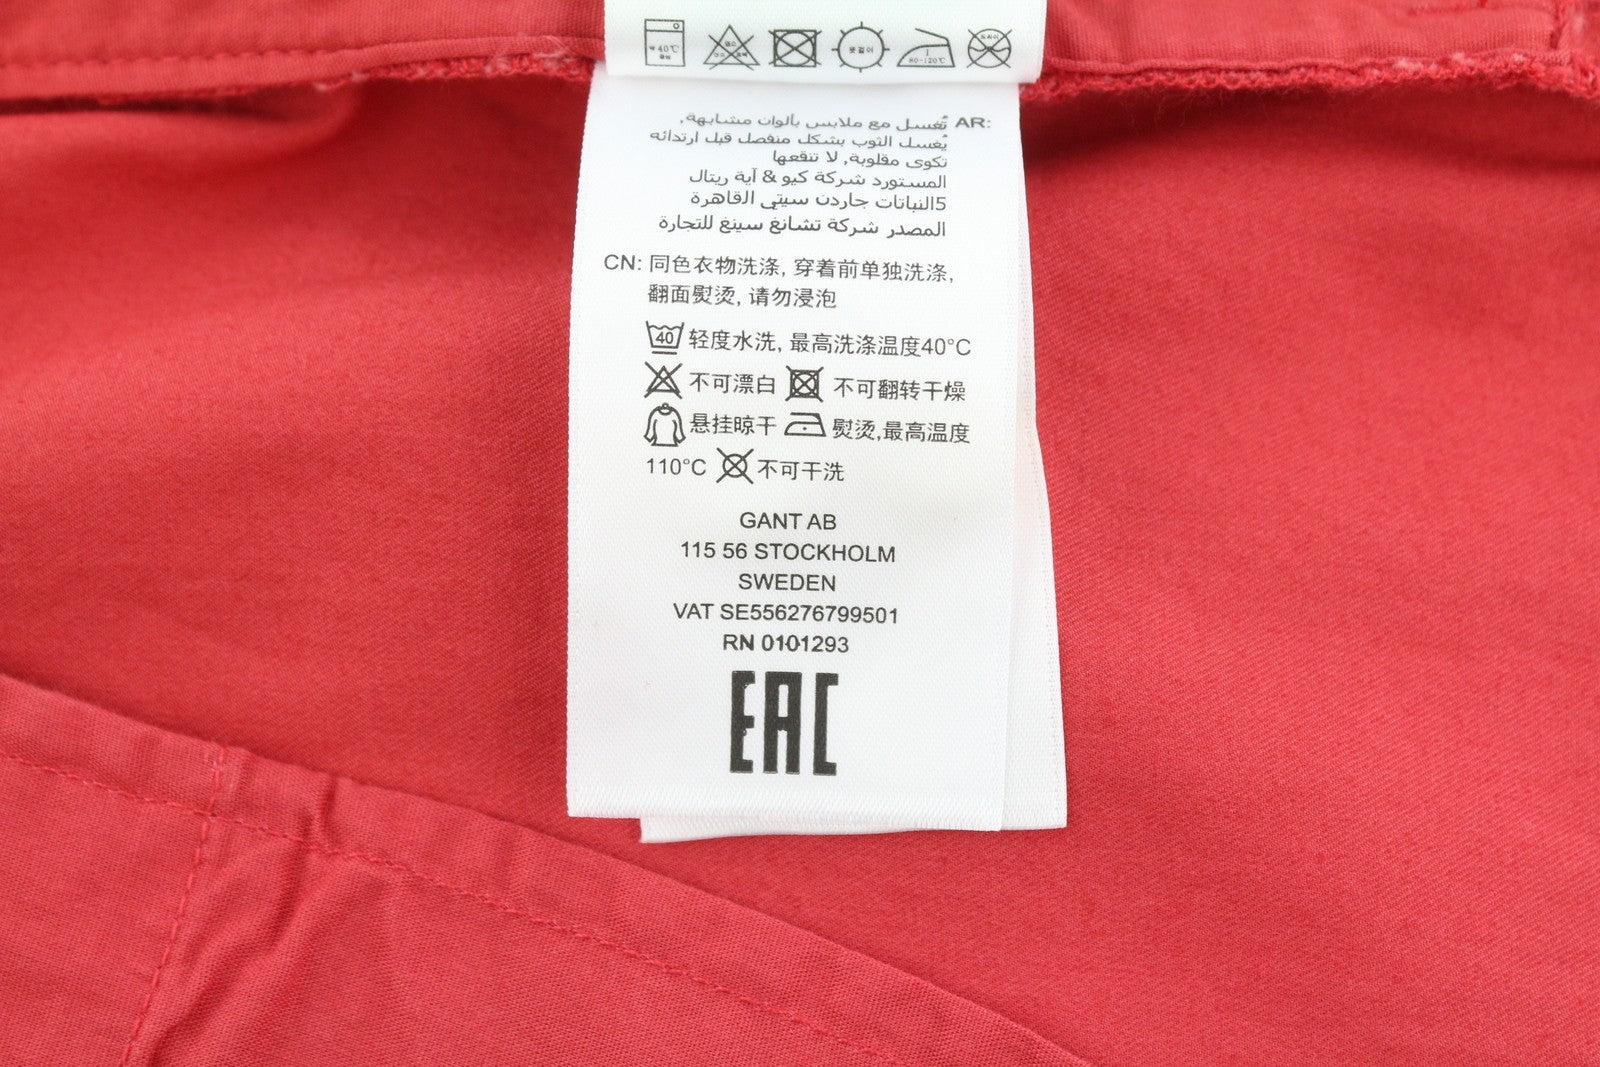 약 40℃
80-120℃
AR: تُغسل مع ملابس بألوان مشابهة,
يُغسل الثوب بشكل منفصل قبل ارتدائه
تكوى مقلوبة, لا تنقعها
المستورد شركة كيو & آية ريتال
5النباتات جاردن سيتي القاهرة
المصدر شركة تشانغ سينغ للتجارة
CN: 同色衣物洗涤, 穿着前单独洗涤,
翻面熨烫, 请勿浸泡
40 轻度水洗, 最高洗涤温度40°C
不可漂白 不可翻转干燥
悬挂晾干 熨烫,最高温度
110°C 不可干洗
GANT AB
115 56 STOCKHOLM
SWEDEN
VAT SE556276799501
RN 0101293
EAC